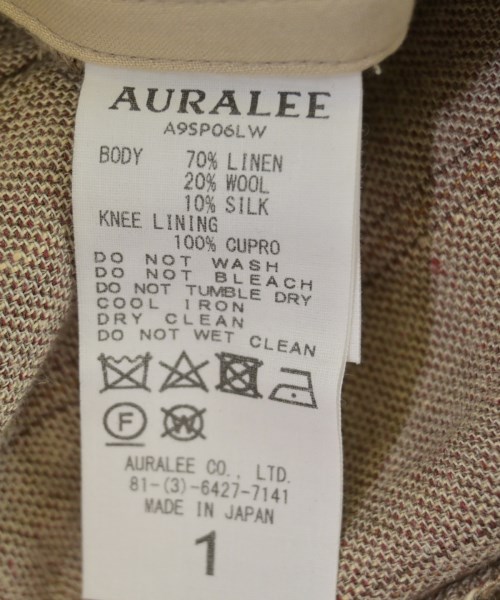 AURALEE
A9SP06LW
BODY 70% LINEN
20% WOOL
10% SILK
KNEE LINING
100% CUPRO
DO NOT WASH
DO NOT BLEACH
DO NOT TUMBLE DRY
COOL IRON
DRY CLEAN
DO NOT WET CLEAN
F W
AURALEE CO., LTD.
81-(3)-6427-7141
MADE IN JAPAN
1